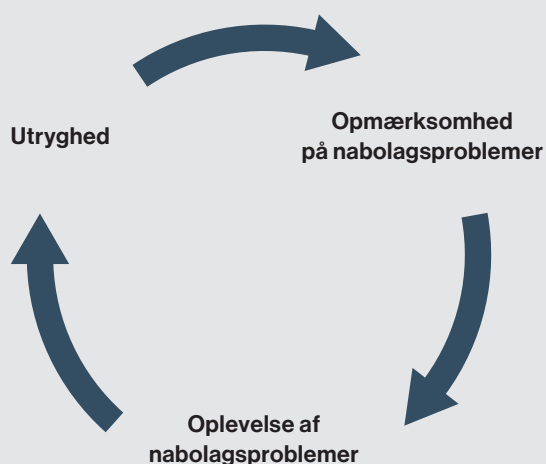 Utryghed
Opmærksomhed
på nabolagsproblemer
Oplevelse af
nabolagsproblemer